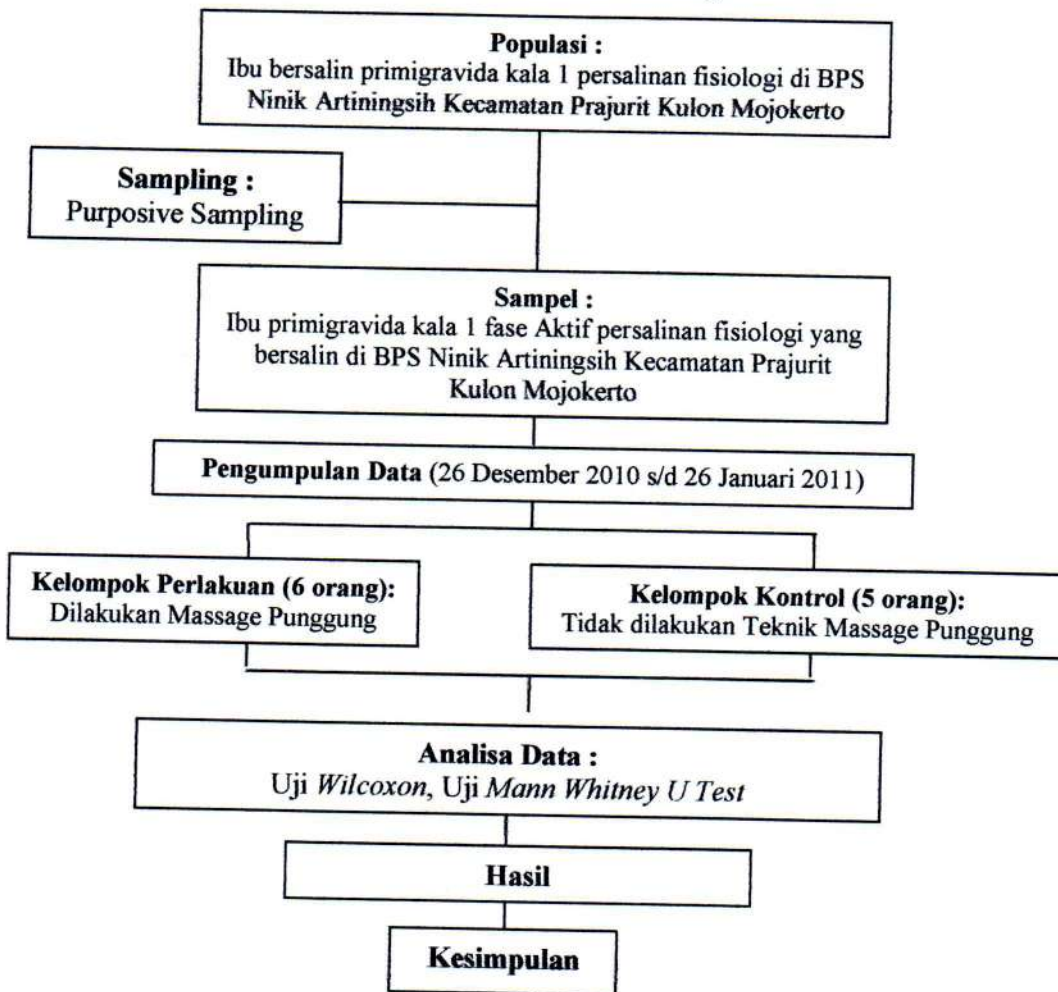 Populasi :
Ibu bersalin primigravida kala 1 persalinan fisiologi di BPS
Ninik Artiningsih Kecamatan Prajurit Kulon Mojokerto
Sampling :
Purposive Sampling
Sampel :
Ibu primigravida kala 1 fase Aktif persalinan fisiologi yang
bersalin di BPS Ninik Artiningsih Kecamatan Prajurit
Kulon Mojokerto
Pengumpulan Data (26 Desember 2010 s/d 26 Januari 2011)
Kelompok Perlakuan (6 orang):
Dilakukan Massage Punggung
Kelompok Kontrol (5 orang):
Tidak dilakukan Teknik Massage Punggung
Analisa Data :
Uji Wilcoxon, Uji Mann Whitney U Test
Hasil
Kesimpulan